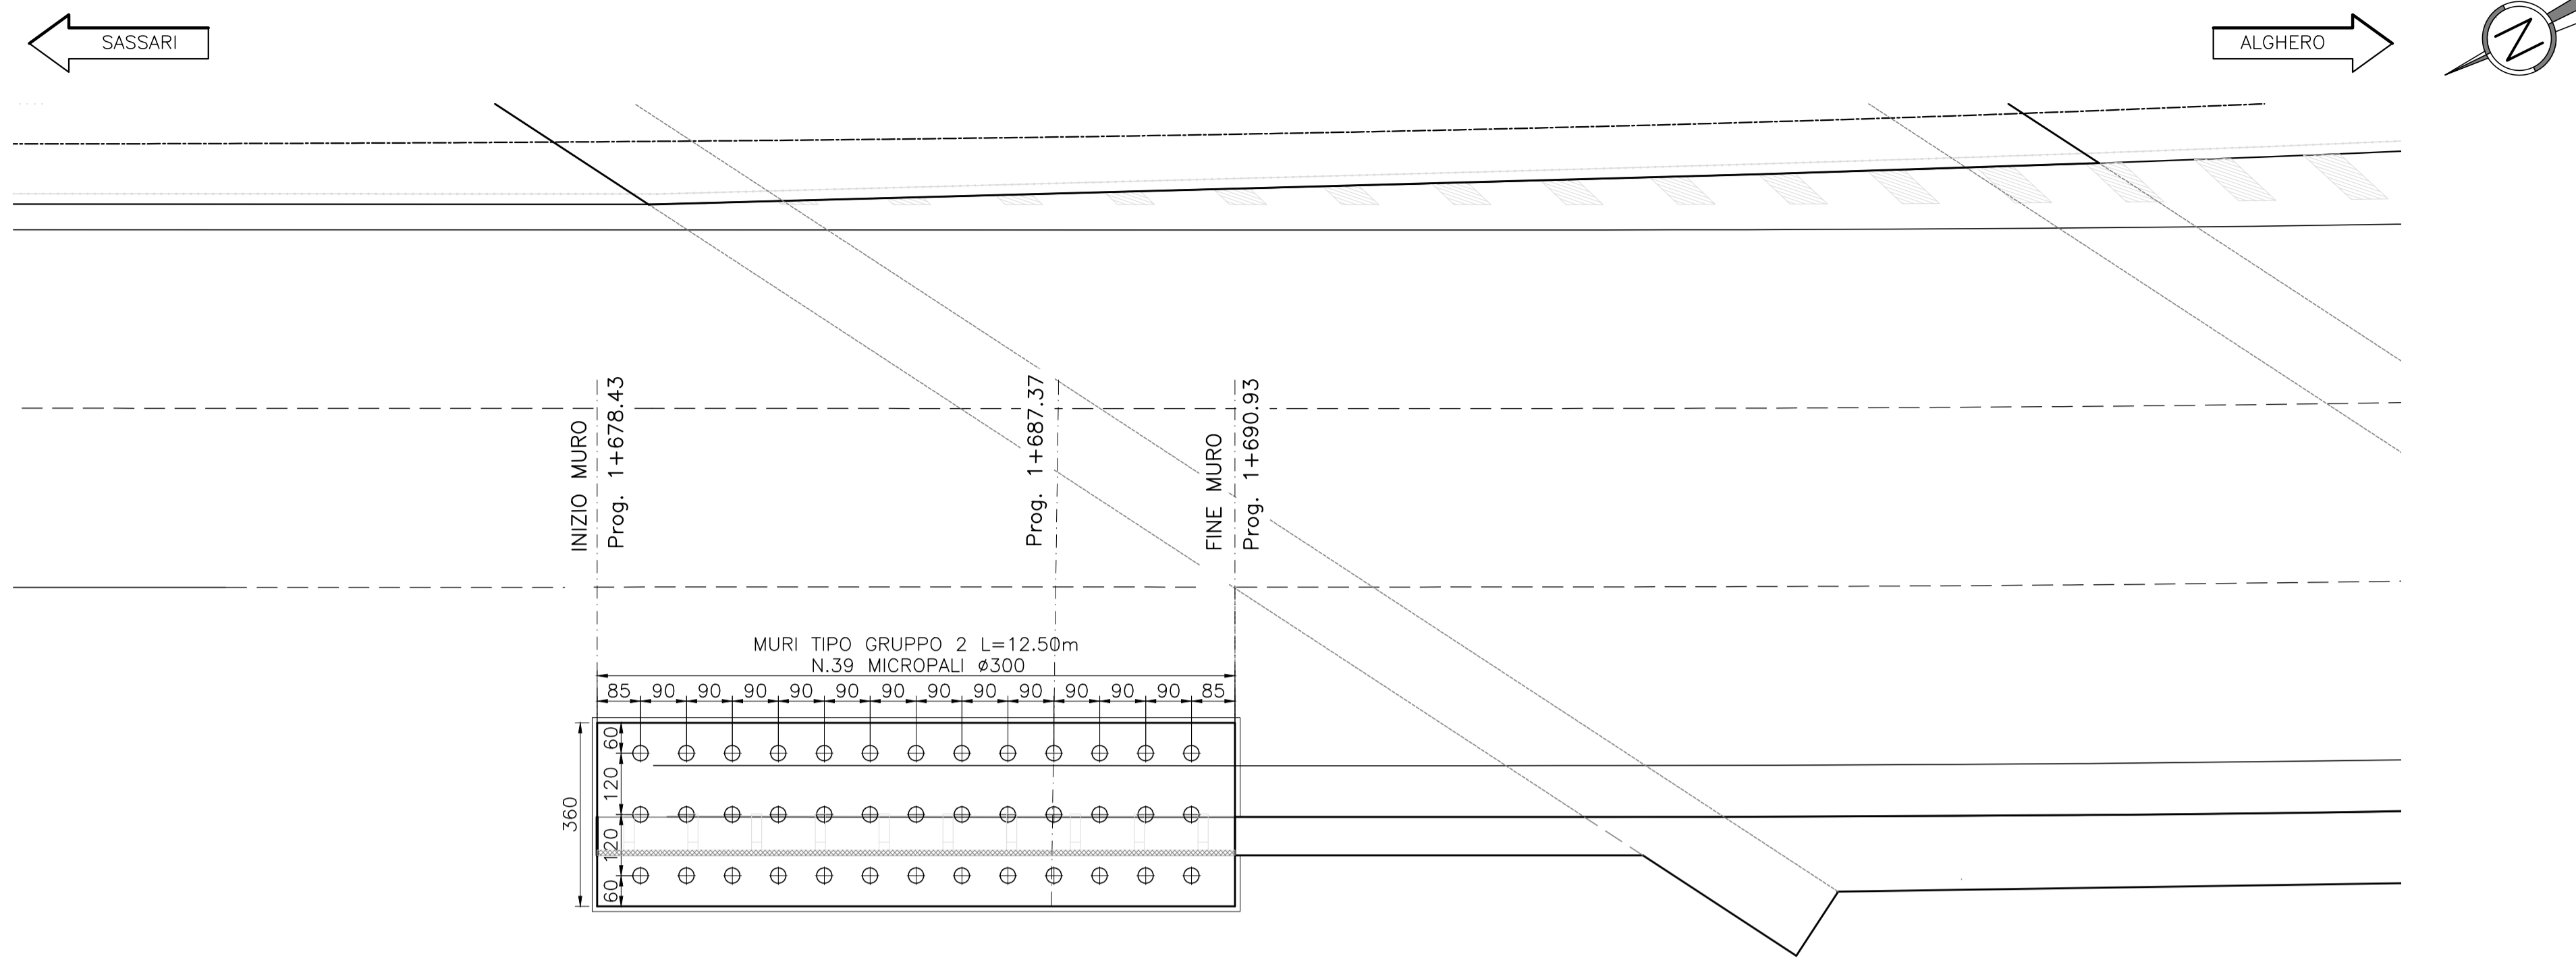 SASSARI
ALGHERO
N
INIZIO MURO
Prog. 1+678.43
Prog. 1+687.37
FINE MURO
Prog. 1+690.93
MURI TIPO GRUPPO 2 L=12.50m
N.39 MICROPALI ø300
85 90 90 90 90 90 90 90 90 90 90 90 90 85
360
60
120
120
60